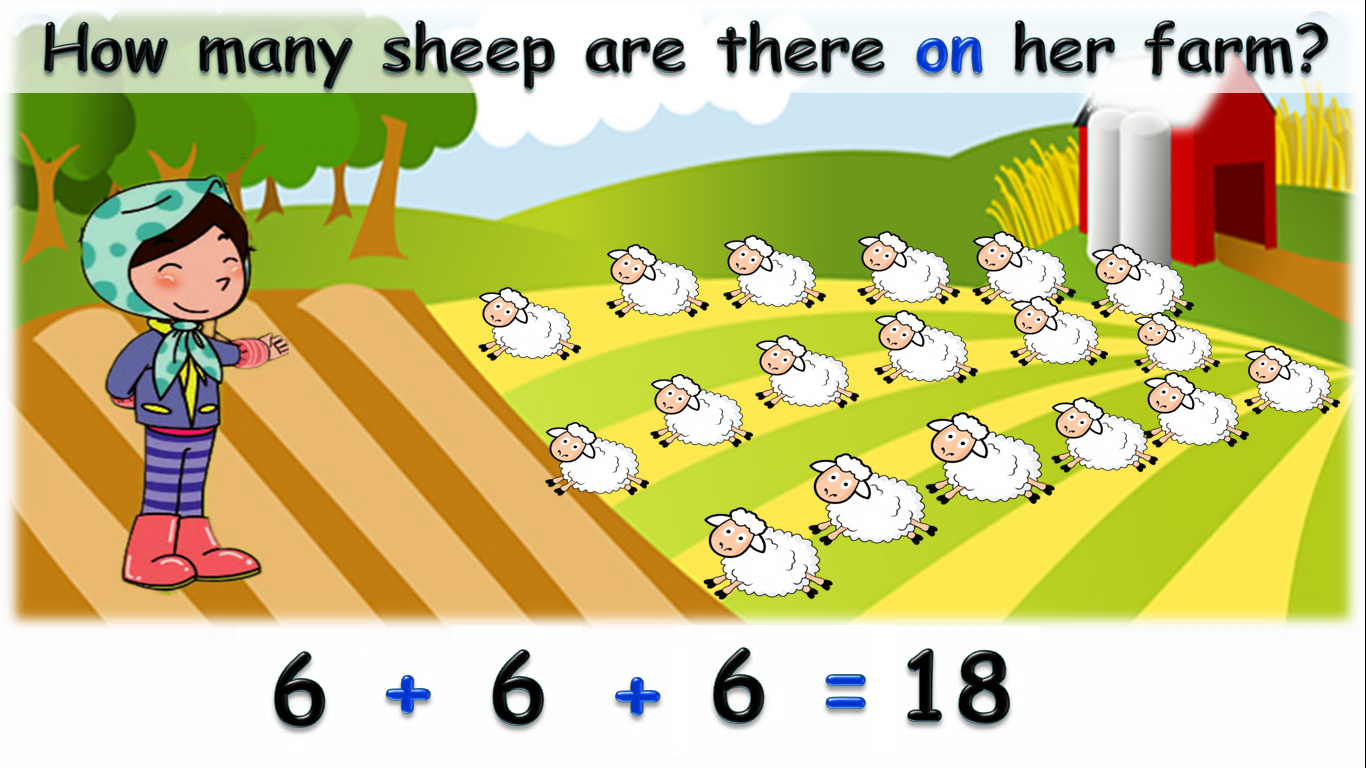 How many sheep are there on her farm?
6 + 6 + 6 = 18